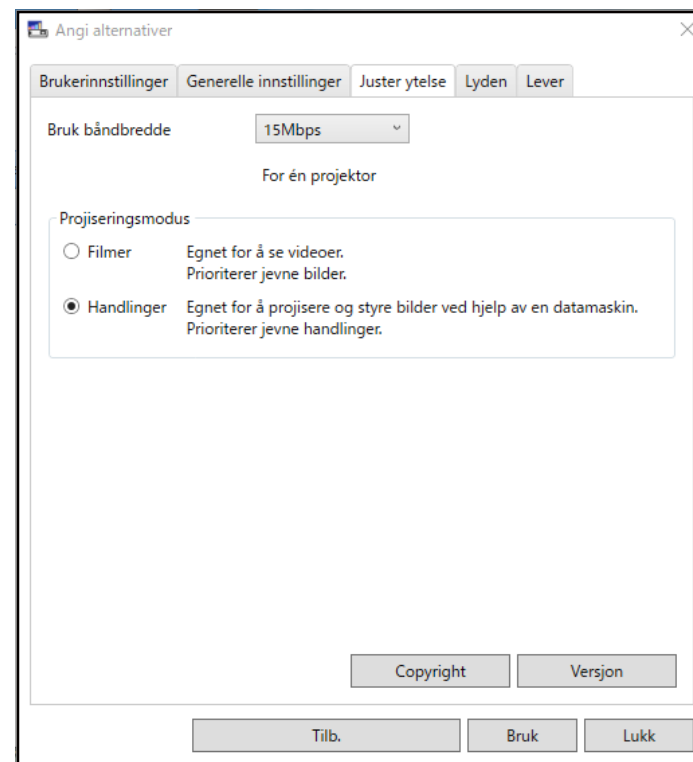 Angi alternativer
Brukerinnstillinger Generelle innstillinger Juster ytelse Lyden Lever
Bruk båndbredde 15Mbps
For én projektor
Projiseringsmodus
Filmer Egnet for å se videoer.
Prioriterer jevne bilder.
Handlinger Egnet for å projisere og styre bilder ved hjelp av en datamaskin.
Prioriterer jevne handlinger.
Copyright Versjon
Tilb. Bruk Lukk